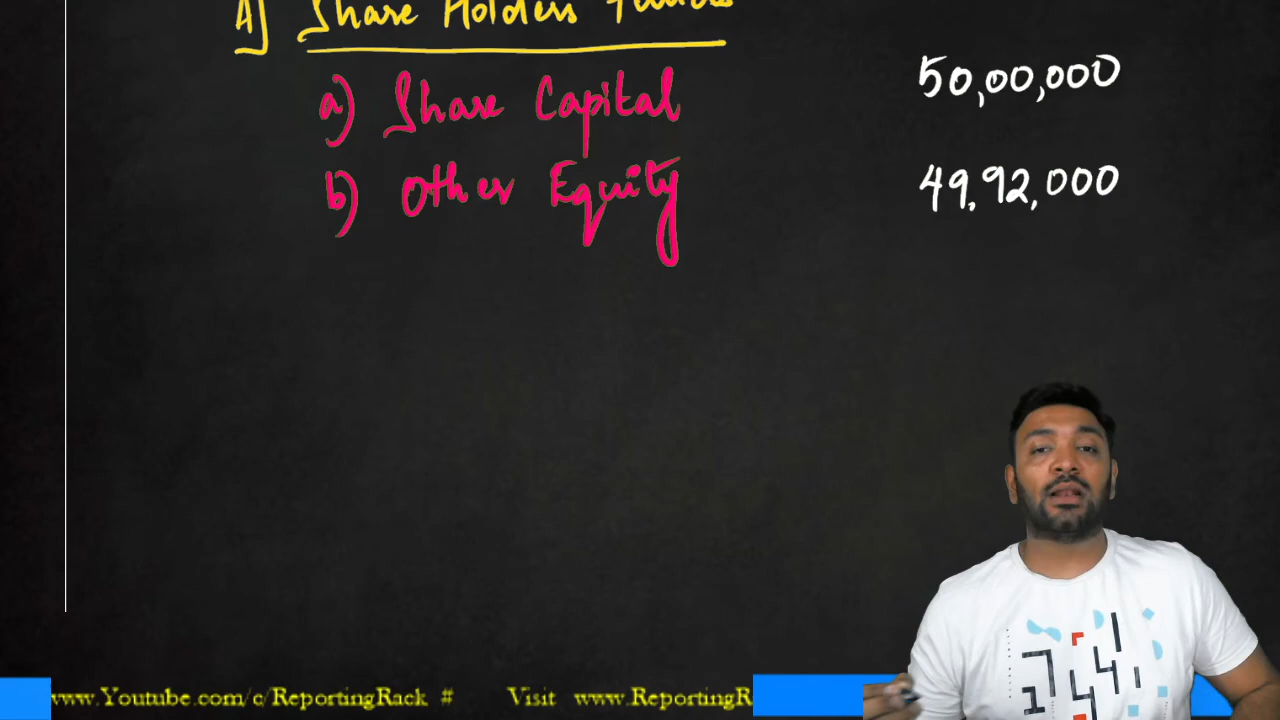 A] Share Holders Funds
a) Share Capital 50,00,000
b) Other Equity 49,92,000
www.Youtube.com/c/ReportingRack # Visit www.ReportingR